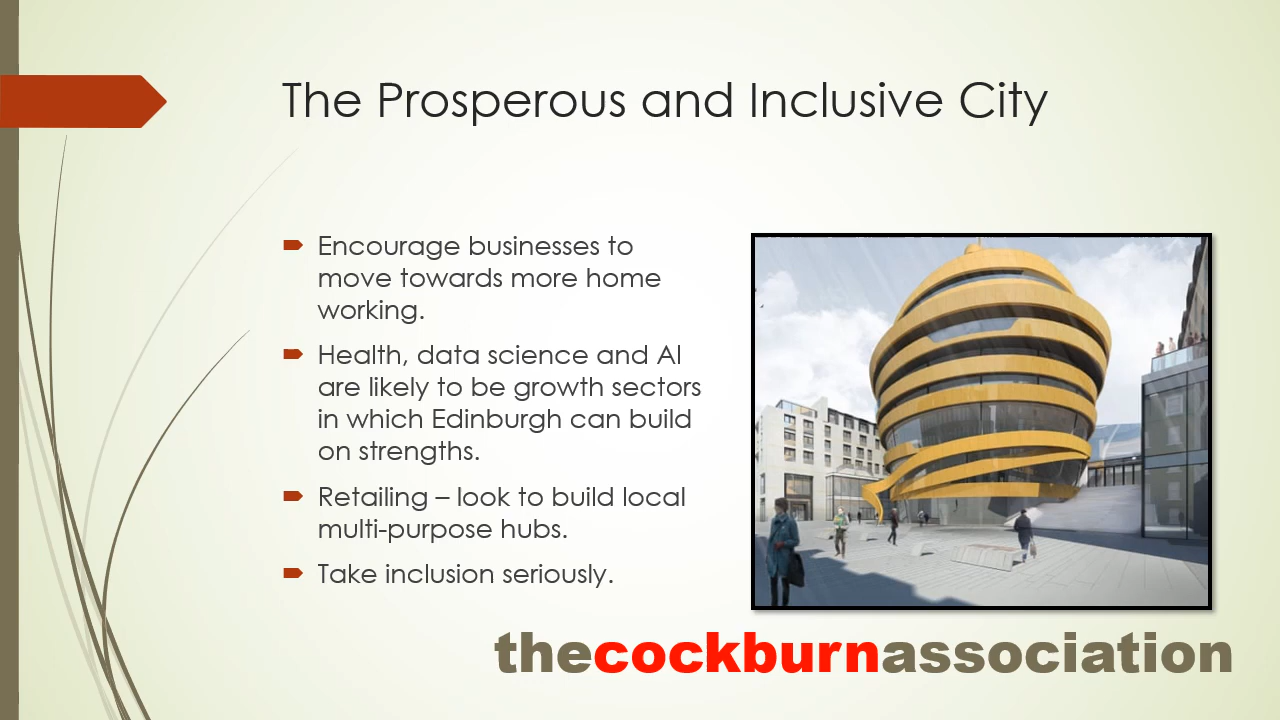 The Prosperous and Inclusive City
Encourage businesses to
move towards more home
working.
Health, data science and AI
are likely to be growth sectors
in which Edinburgh can build
on strengths.
Retailing – look to build local
multi-purpose hubs.
Take inclusion seriously.
thecockburnassociation